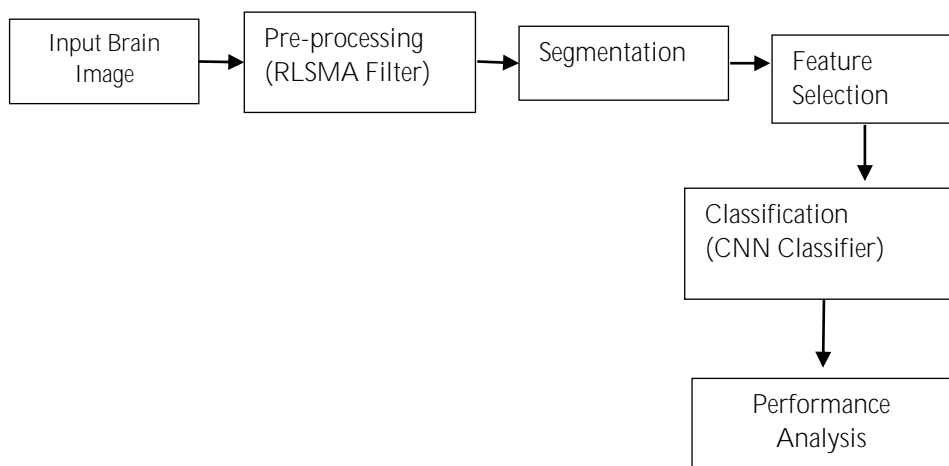 Input Brain
Image
Pre-processing
(RLSMA Filter)
Segmentation
Feature
Selection
Classification
(CNN Classifier)
Performance
Analysis